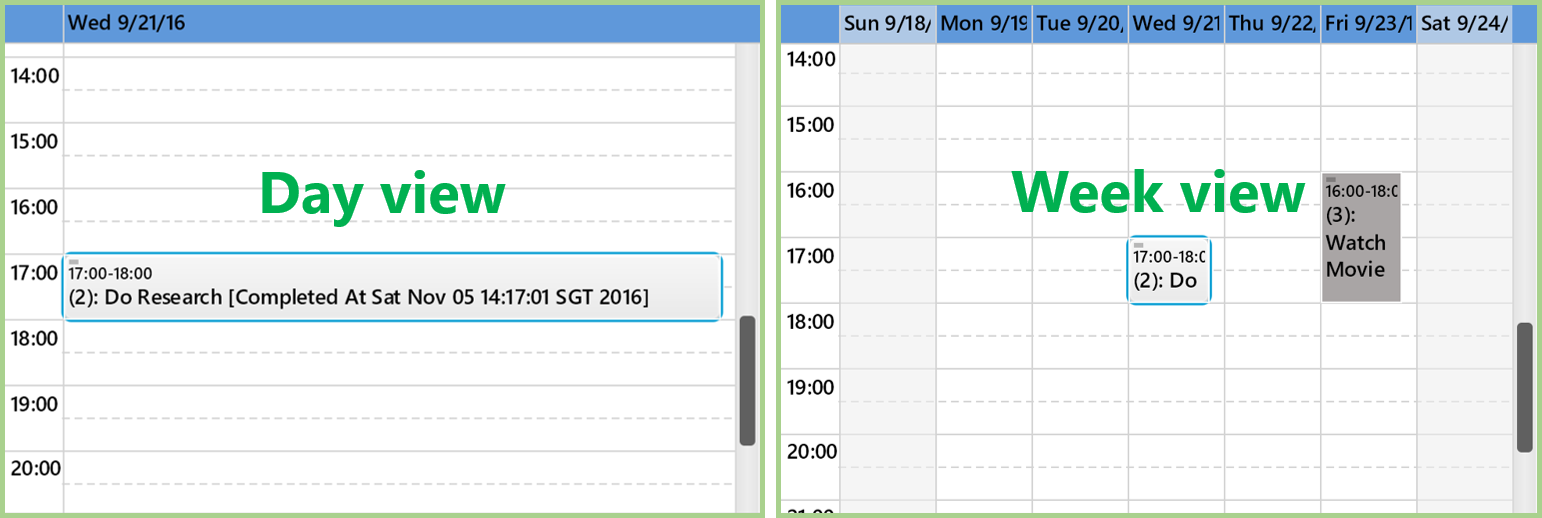 Wed 9/21/16
14:00
15:00
Day view
16:00
17:00
17:00-18:00
(2): Do Research [Completed At Sat Nov 05 14:17:01 SGT 2016]
18:00
19:00
20:00
Sun 9/18/ Mon 9/19 Tue 9/20, Wed 9/21 Thu 9/22, Fri 9/23/1 Sat 9/24/
14:00
15:00
Week view
16:00
16:00-18:0
(3):
Watch
Movie
17:00
17:00-18:0
(2): Do
18:00
19:00
20:00
21:00